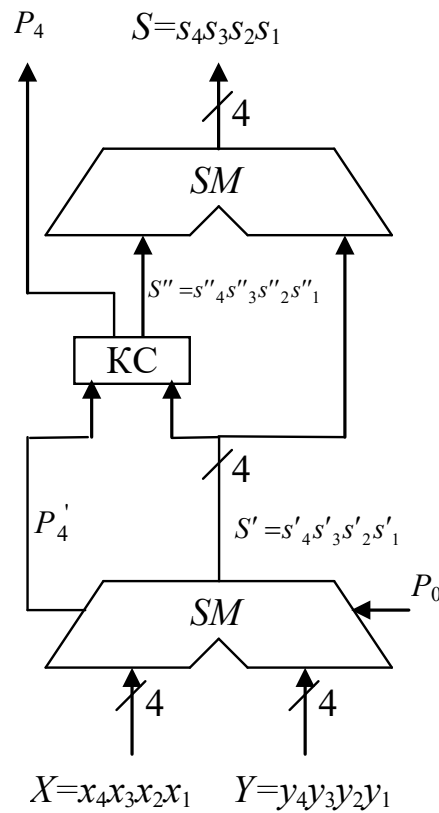 P₄ S=s₄s₃s₂s₁
4
SM
S''=s''₄s''₃s''₂s''₁
КС
4
P₄' S'=s'₄s'₃s'₂s'₁
P₀
SM
4 4
X=x₄x₃x₂x₁ Y=y₄y₃y₂y₁